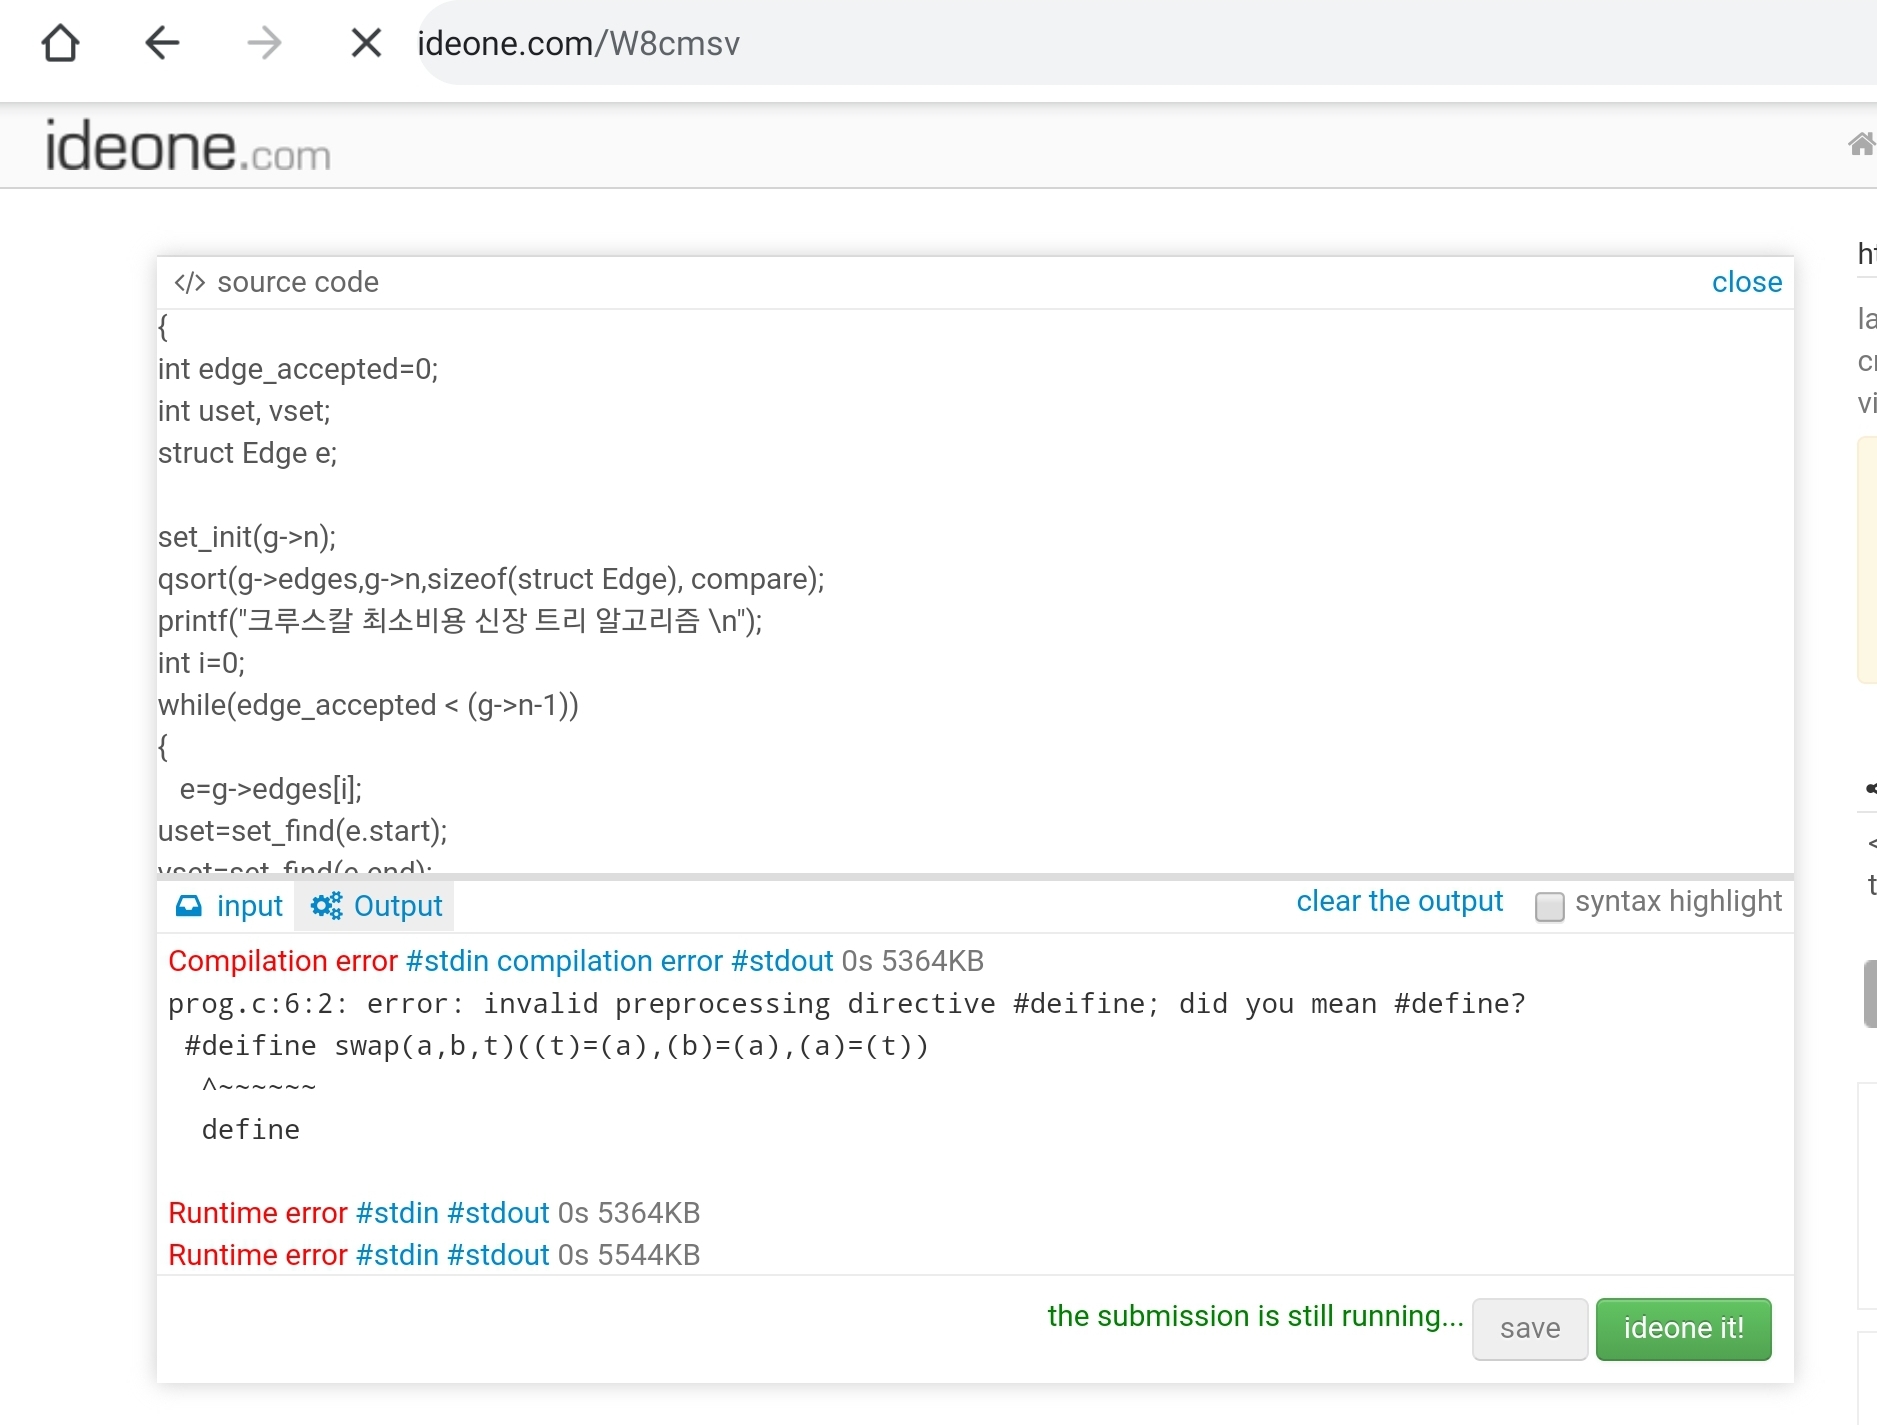 ideone.com/W8cmsv
ideone.com
</> source code
close
{
int edge_accepted=0;
int uset, vset;
struct Edge e;
set_init(g->n);
qsort(g->edges,g->n,sizeof(struct Edge), compare);
printf("크루스칼 최소비용 신장 트리 알고리즘 \n");
int i=0;
while(edge_accepted < (g->n-1))
{
e=g->edges[i];
uset=set_find(e.start);
vset=set_find(e.end);
input
Output
clear the output
syntax highlight
Compilation error #stdin compilation error #stdout 0s 5364KB
prog.c:6:2: error: invalid preprocessing directive #deifine; did you mean #define?
#deifine swap(a,b,t)((t)=(a),(b)=(a),(a)=(t))
^~~~~~~
define
Runtime error #stdin #stdout 0s 5364KB
Runtime error #stdin #stdout 0s 5544KB
the submission is still running...
save
ideone it!